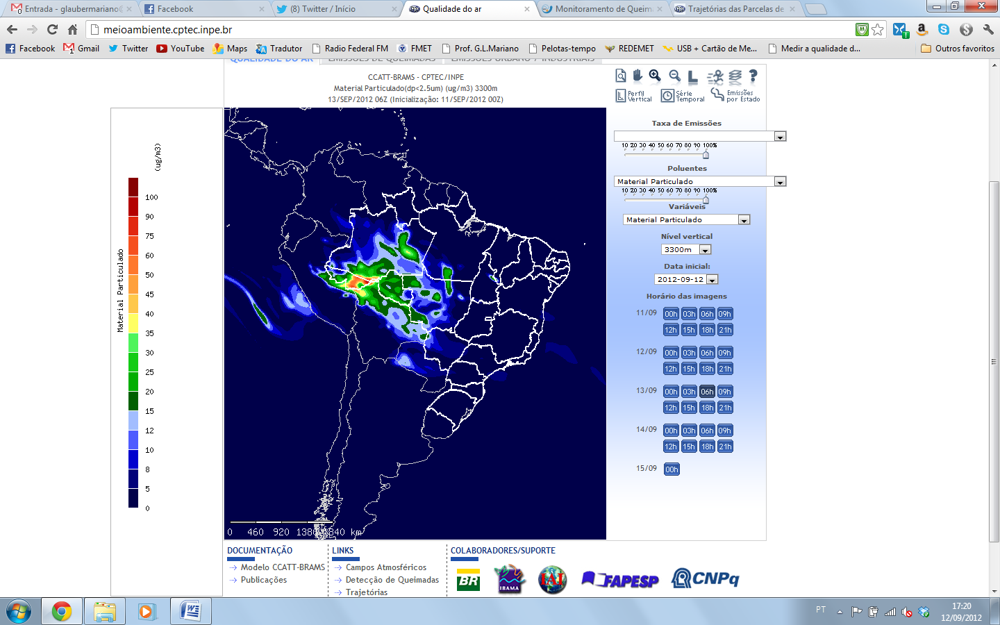 Entrada - glaubermariano@
Facebook
(8) Twitter / Início
Qualidade do ar
Monitoramento de Queim
Trajetórias das Parcelas de
meioambiente.cptec.inpe.br
Facebook
Gmail
Twitter
YouTube
Maps
Tradutor
Radio Federal FM
FMET
Prof. G.L.Mariano
Pelotas-tempo
REDEMET
USB + Cartão de Me...
Medir a qualidade d...
Outros favoritos
QUALIDADE DO AR
EMISSÕES DE QUEIMADAS
EMISSÕES URBANO / INDUSTRIAIS
CCATT-BRAMS - CPTEC/INPE
Material Particulado(dp<2.5um) (ug/m3) 3300m
13/SEP/2012 06Z (Inicialização: 11/SEP/2012 00Z)
(ug/m3)
Material Particulado
100
90
75
60
50
45
40
35
30
25
20
15
12
10
8
5
0
0 460 920 1380 1840 km
Perfil Vertical
Série Temporal
Emissões por Estado
Taxa de Emissões
10 20 30 40 50 60 70 80 90 100%
Poluentes
Material Particulado
10 20 30 40 50 60 70 80 90 100%
Variáveis
Material Particulado
Nível vertical
3300m
Data inicial:
2012-09-12
Horário das imagens
11/09 00h 03h 06h 09h
12h 15h 18h 21h
12/09 00h 03h 06h 09h
12h 15h 18h 21h
13/09 00h 03h 06h 09h
12h 15h 18h 21h
14/09 00h 03h 06h 09h
12h 15h 18h 21h
15/09 00h
DOCUMENTAÇÃO
Modelo CCATT-BRAMS
Publicações
LINKS
Campos Atmosféricos
Detecção de Queimadas
Trajetórias
COLABORADORES/SUPORTE
BR
IBAMA
IAI
FAPESP
CNPq
PT
17:20
12/09/2012